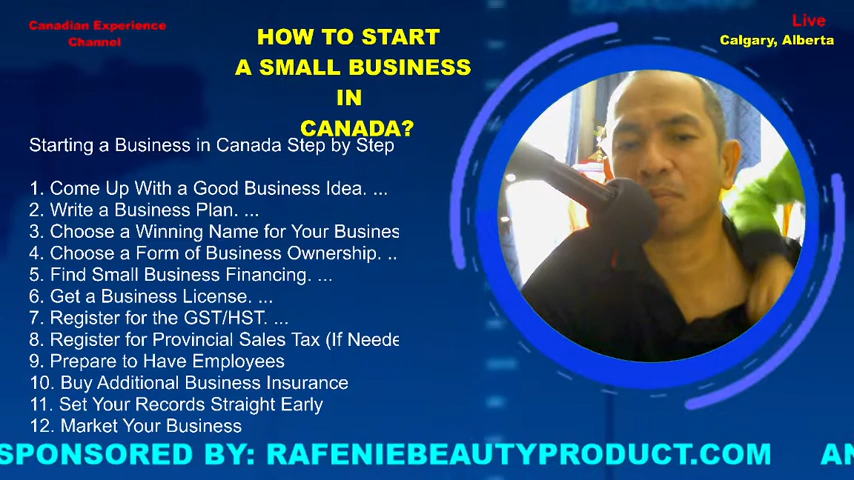 Canadian Experience
Channel
HOW TO START
A SMALL BUSINESS
IN
CANADA?
Live
Calgary, Alberta
Starting a Business in Canada Step by Step
1. Come Up With a Good Business Idea. ...
2. Write a Business Plan. ...
3. Choose a Winning Name for Your Busines
4. Choose a Form of Business Ownership. ..
5. Find Small Business Financing. ...
6. Get a Business License. ...
7. Register for the GST/HST. ...
8. Register for Provincial Sales Tax (If Neede
9. Prepare to Have Employees
10. Buy Additional Business Insurance
11. Set Your Records Straight Early
12. Market Your Business
SPONSORED BY: RAFENIEBEAUTYPRODUCT.COM AN